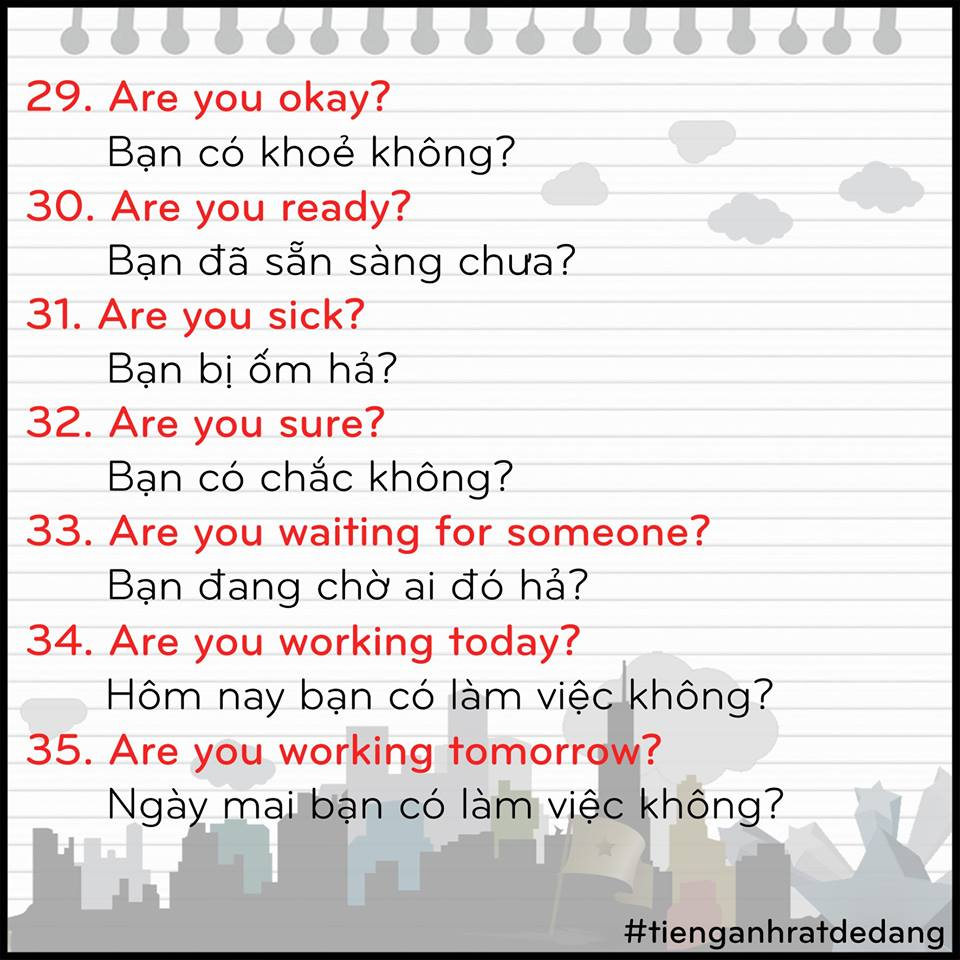 29. Are you okay?
Bạn có khoẻ không?
30. Are you ready?
Bạn đã sẵn sàng chưa?
31. Are you sick?
Bạn bị ốm hả?
32. Are you sure?
Bạn có chắc không?
33. Are you waiting for someone?
Bạn đang chờ ai đó hả?
34. Are you working today?
Hôm nay bạn có làm việc không?
35. Are you working tomorrow?
Ngày mai bạn có làm việc không?
#tienganhratdedang